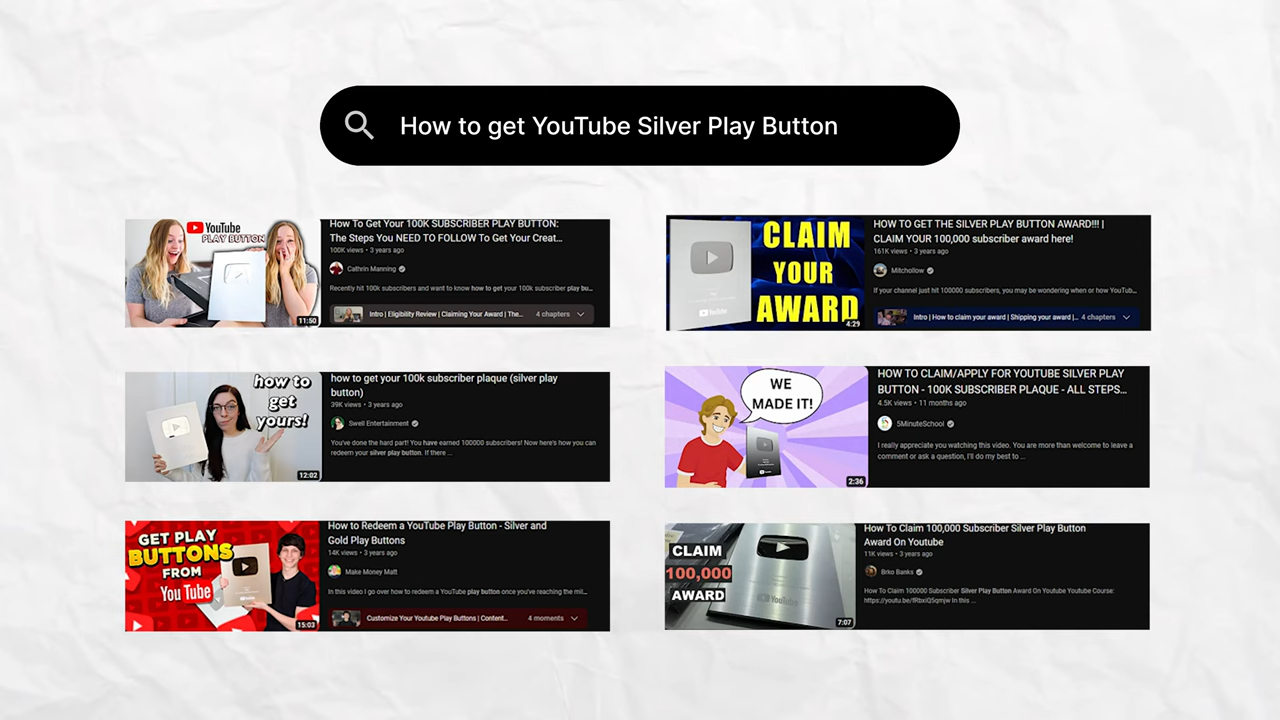 How to get YouTube Silver Play Button
YouTube
PLAY BUTTON
11:50
How To Get Your 100K SUBSCRIBER PLAY BUTTON:
The Steps You NEED TO FOLLOW To Get Your Creat...
100K views • 3 years ago
Cathrin Manning
Recently hit 100k subscribers and want to know how to get your 100k subscriber play bu...
Intro | Eligibility Review | Claiming Your Award | The... 4 chapters
CLAIM
YOUR
AWARD
YouTube
4:29
HOW TO GET THE SILVER PLAY BUTTON AWARD!!! |
CLAIM YOUR 100,000 subscriber award here!
161K views • 3 years ago
Mitchollow
If your channel just hit 100000 subscribers, you may be wondering when or how YouTub...
Intro | How to claim your award | Shipping your award |... 4 chapters
how to
get
yours!
12:02
how to get your 100k subscriber plaque (silver play
button)
39K views • 3 years ago
Swell Entertainment
You've done the hard part! You have earned 100000 subscribers! Now here's how you can
redeem your silver play button. If there ...
WE
MADE IT!
2:36
HOW TO CLAIM/APPLY FOR YOUTUBE SILVER PLAY
BUTTON - 100K SUBSCRIBER PLAQUE - ALL STEPS...
4.5K views • 11 months ago
5MinuteSchool
I really appreciate you watching this video. You are more than welcome to leave a
comment or ask a question, I'll do my best to ...
GET PLAY
BUTTONS
FROM
YouTube
15:03
How to Redeem a YouTube Play Button - Silver and
Gold Play Buttons
14K views • 3 years ago
Make Money Matt
In this video I go over how to redeem a YouTube play button once you've reaching the mil...
Customize Your Youtube Play Buttons | Content... 4 moments
CLAIM
100,000
AWARD
YouTube
7:07
How To Claim 100,000 Subscriber Silver Play Button
Award On Youtube
11K views • 3 years ago
Brko Banks
How To Claim 100000 Subscriber Silver Play Button Award On Youtube Youtube Course: